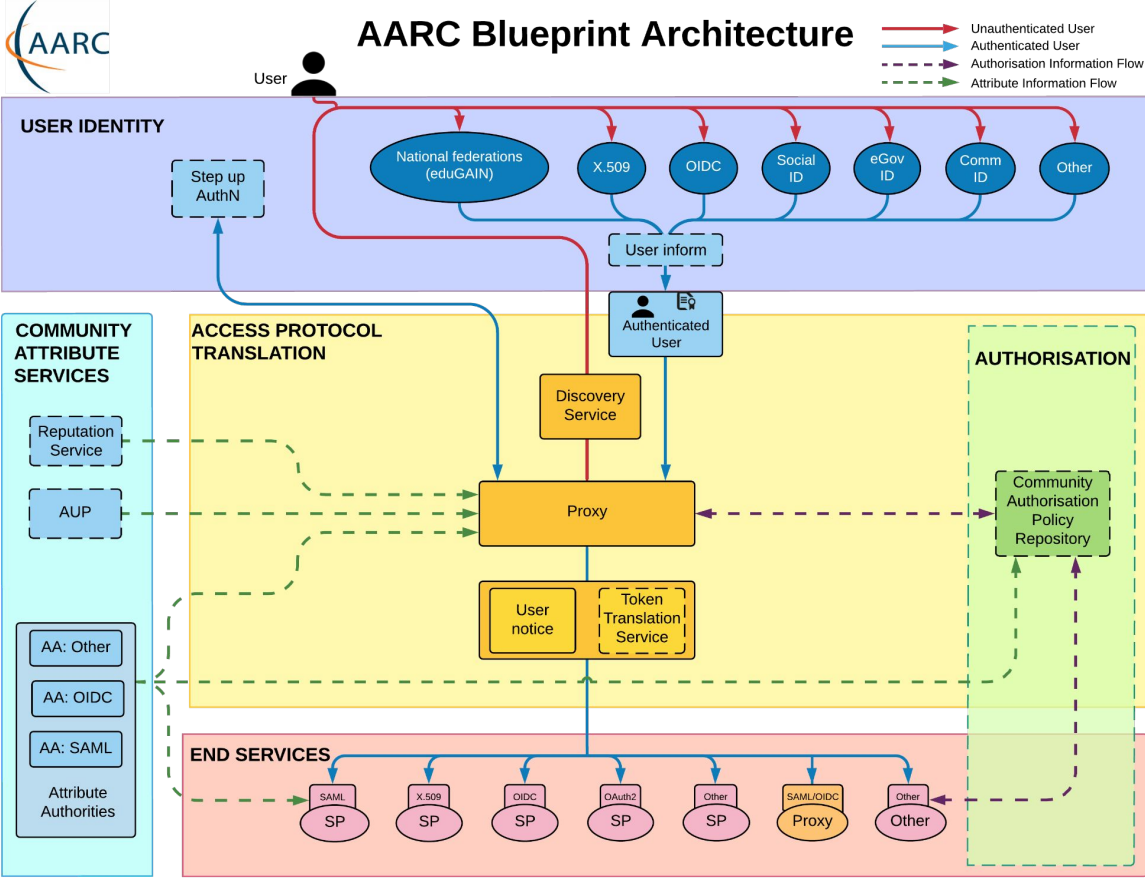 AARC
AARC Blueprint Architecture
Unauthenticated User
Authenticated User
Authorisation Information Flow
Attribute Information Flow
User
USER IDENTITY
Step up
AuthN
National federations
(eduGAIN)
X.509
OIDC
Social
ID
eGov
ID
Comm
ID
Other
User inform
Authenticated
User
COMMUNITY
ATTRIBUTE
SERVICES
Reputation
Service
AUP
AA: Other
AA: OIDC
AA: SAML
Attribute
Authorities
ACCESS PROTOCOL
TRANSLATION
Discovery
Service
Proxy
User
notice
Token
Translation
Service
AUTHORISATION
Community
Authorisation
Policy
Repository
END SERVICES
SAML
SP
X.509
SP
OIDC
SP
OAuth2
SP
Other
SP
SAML/OIDC
Proxy
Other
Other